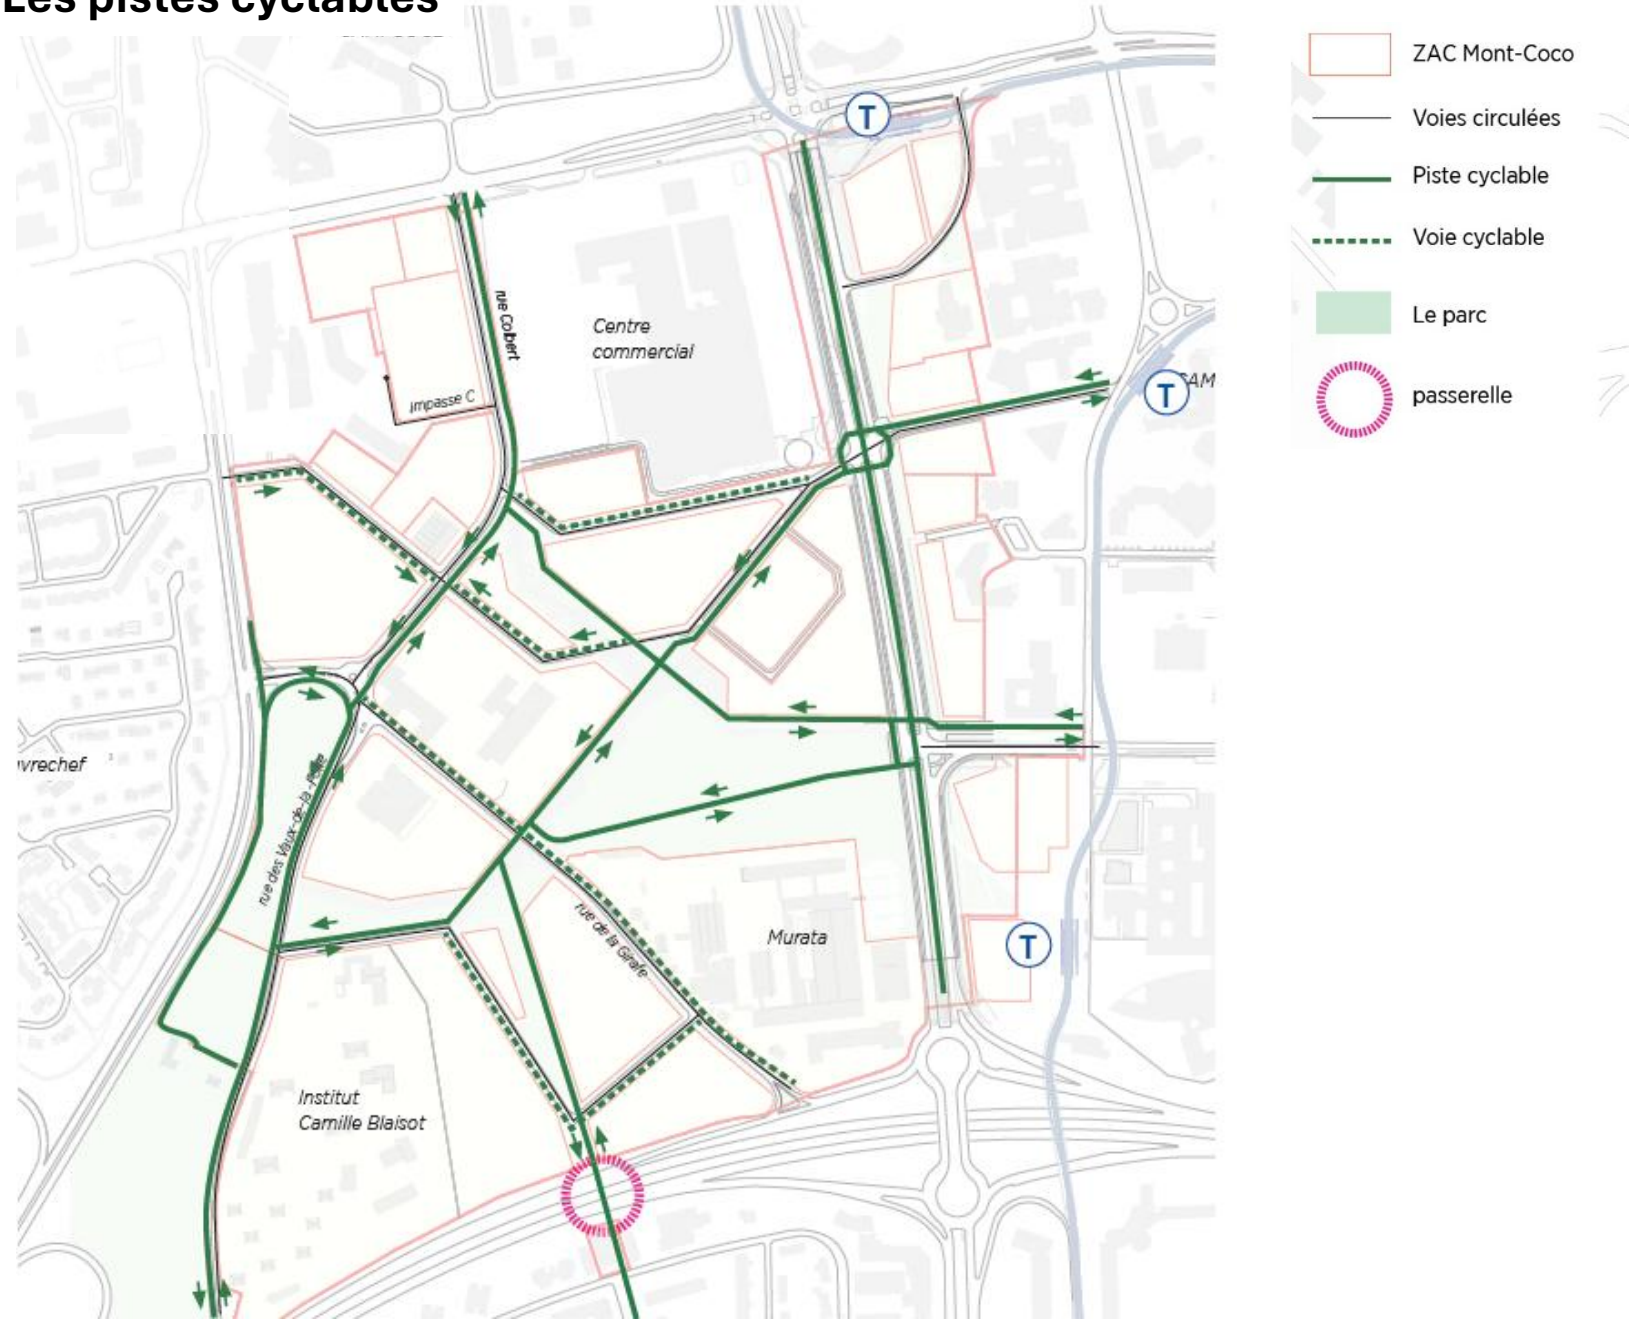 Les pistes cyclables
T
ZAC Mont-Coco
Voies circulées
Piste cyclable
Voie cyclable
Le parc
passerelle
rue Colbert
Centre
commercial
T
Impasse C
vrechef
rue des Vaux-de-la-Folie
rue de la Girafe
Murata
T
Institut
Camille Blaisot